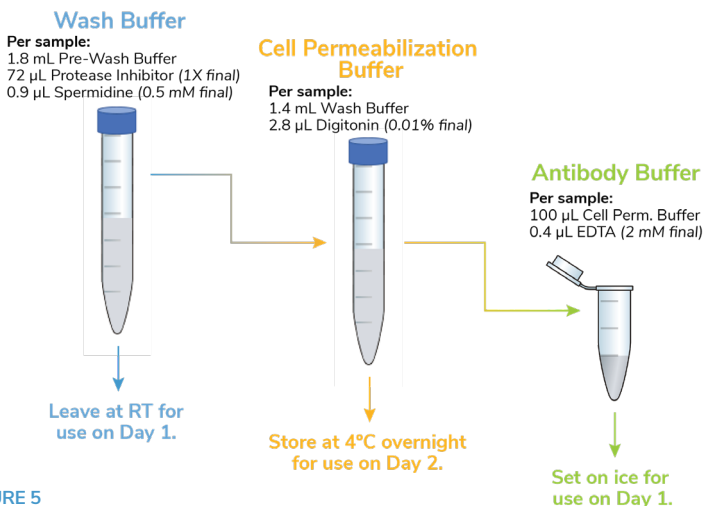 Wash Buffer
Per sample:
1.8 mL Pre-Wash Buffer
72 µL Protease Inhibitor (1X final)
0.9 µL Spermidine (0.5 mM final)
Cell Permeabilization
Buffer
Per sample:
1.4 mL Wash Buffer
2.8 µL Digitonin (0.01% final)
Antibody Buffer
Per sample:
100 µL Cell Perm. Buffer
0.4 µL EDTA (2 mM final)
Leave at RT for
use on Day 1.
Store at 4°C overnight
for use on Day 2.
Set on ice for
use on Day 1.
URE 5